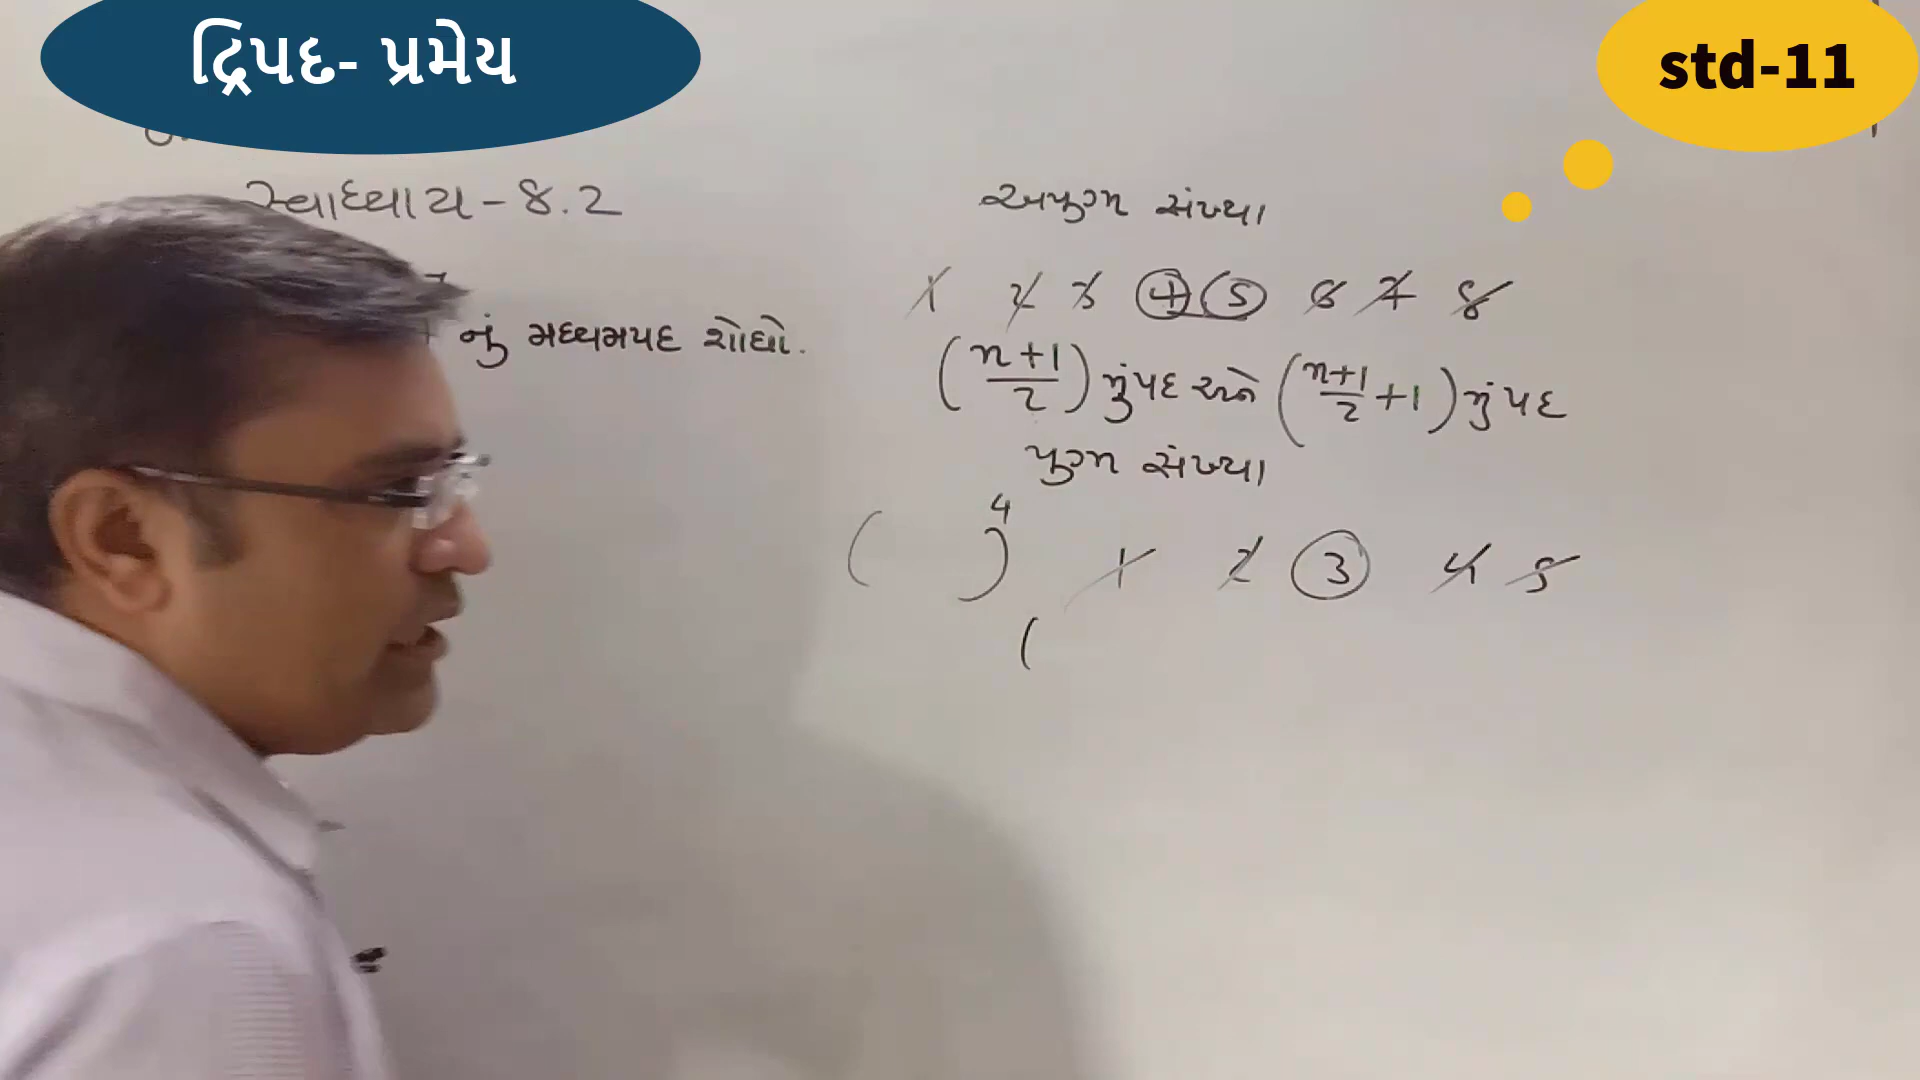 દ્વિપદ- પ્રમેય
std-11
સ્વાધ્યાય - 8.2
નું મધ્યમપદ શોધો.
અયુગ્મ સંખ્યા
1 2 3 4 5 6 7 8
(n+1/2) મું પદ અને (n+1/2 +1) મું પદ
યુગ્મ સંખ્યા
( )⁴ 1 2 3 4 5
(